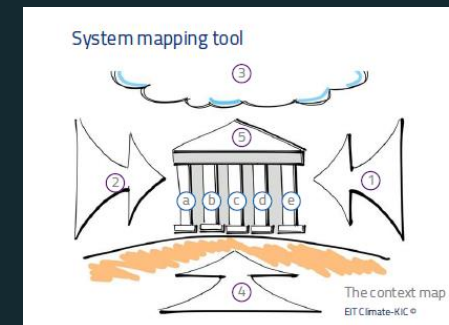 System mapping tool
3
5
2
1
a b c d e
4
The context map
EIT Climate-KIC ©